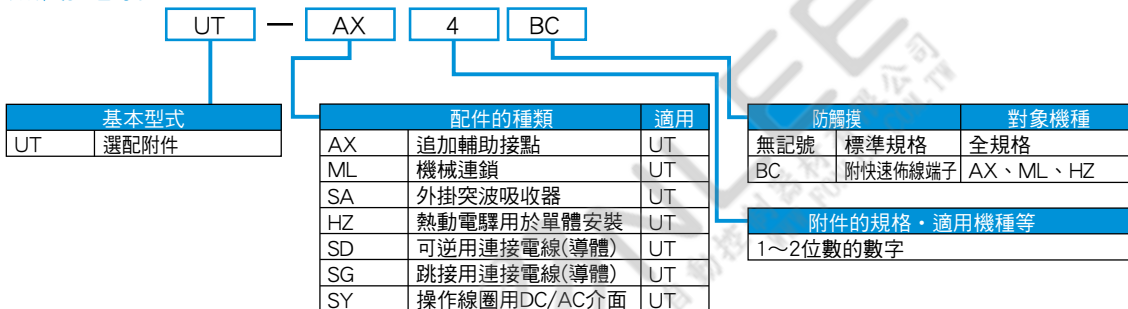 UT — AX 4 BC
基本型式
UT 選配附件
配件的種類 適用
AX 追加輔助接點 UT
ML 機械連鎖 UT
SA 外掛突波吸收器 UT
HZ 熱動電驛用於單體安裝 UT
SD 可逆用連接電線(導體) UT
SG 跳接用連接電線(導體) UT
SY 操作線圈用DC/AC介面 UT
防觸摸 對象機種
無記號 標準規格 全規格
BC 附快速佈線端子 AX、ML、HZ
附件的規格・適用機種等
1～2位數的數字